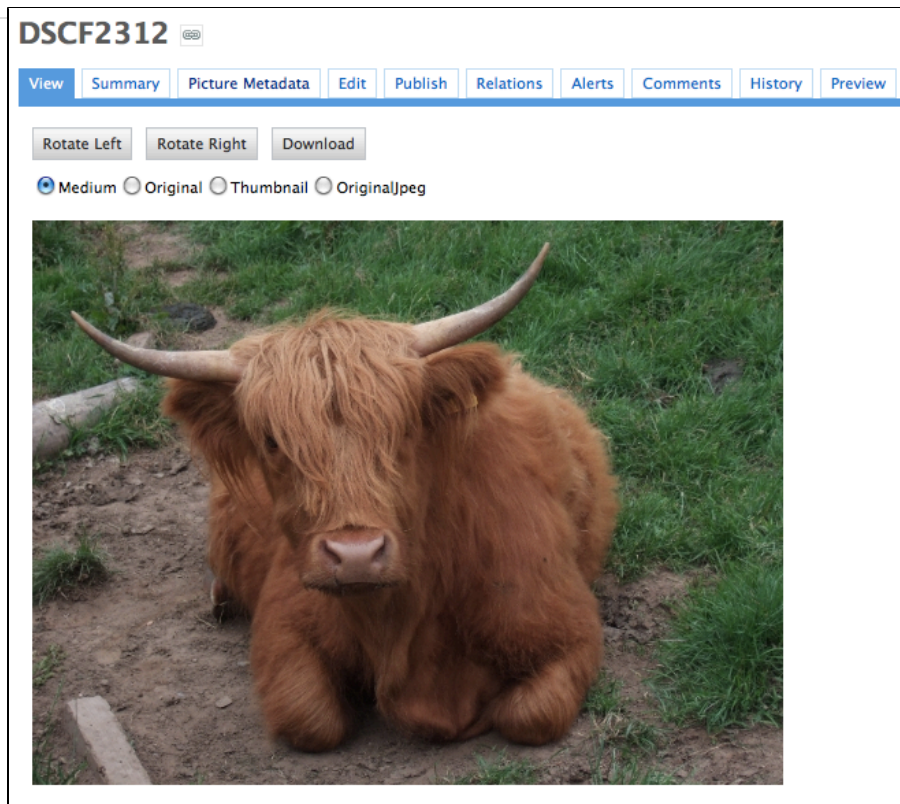 DSCF2312
View Summary Picture Metadata Edit Publish Relations Alerts Comments History Preview
Rotate Left Rotate Right Download
Medium Original Thumbnail OriginalJpeg